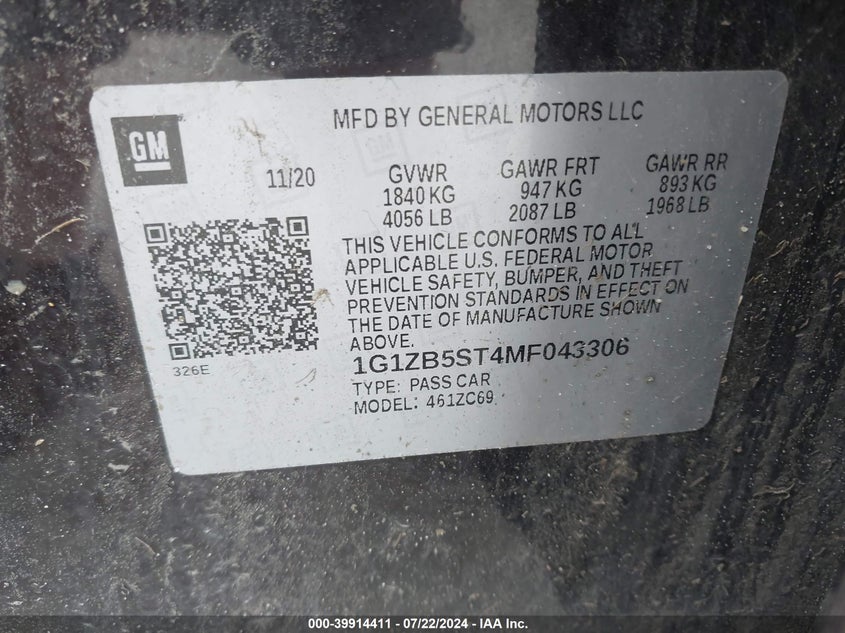 GM
MFD BY GENERAL MOTORS LLC
11/20
GVWR
1840 KG
4056 LB
GAWR FRT
947 KG
2087 LB
GAWR RR
893 KG
1968 LB
THIS VEHICLE CONFORMS TO ALL
APPLICABLE U.S. FEDERAL MOTOR
VEHICLE SAFETY, BUMPER, AND THEFT
PREVENTION STANDARDS IN EFFECT ON
THE DATE OF MANUFACTURE SHOWN
ABOVE.
326E
1G1ZB5ST4MF043306
TYPE: PASS CAR
MODEL: 461ZC69
000-39914411 - 07/22/2024 - IAA Inc.